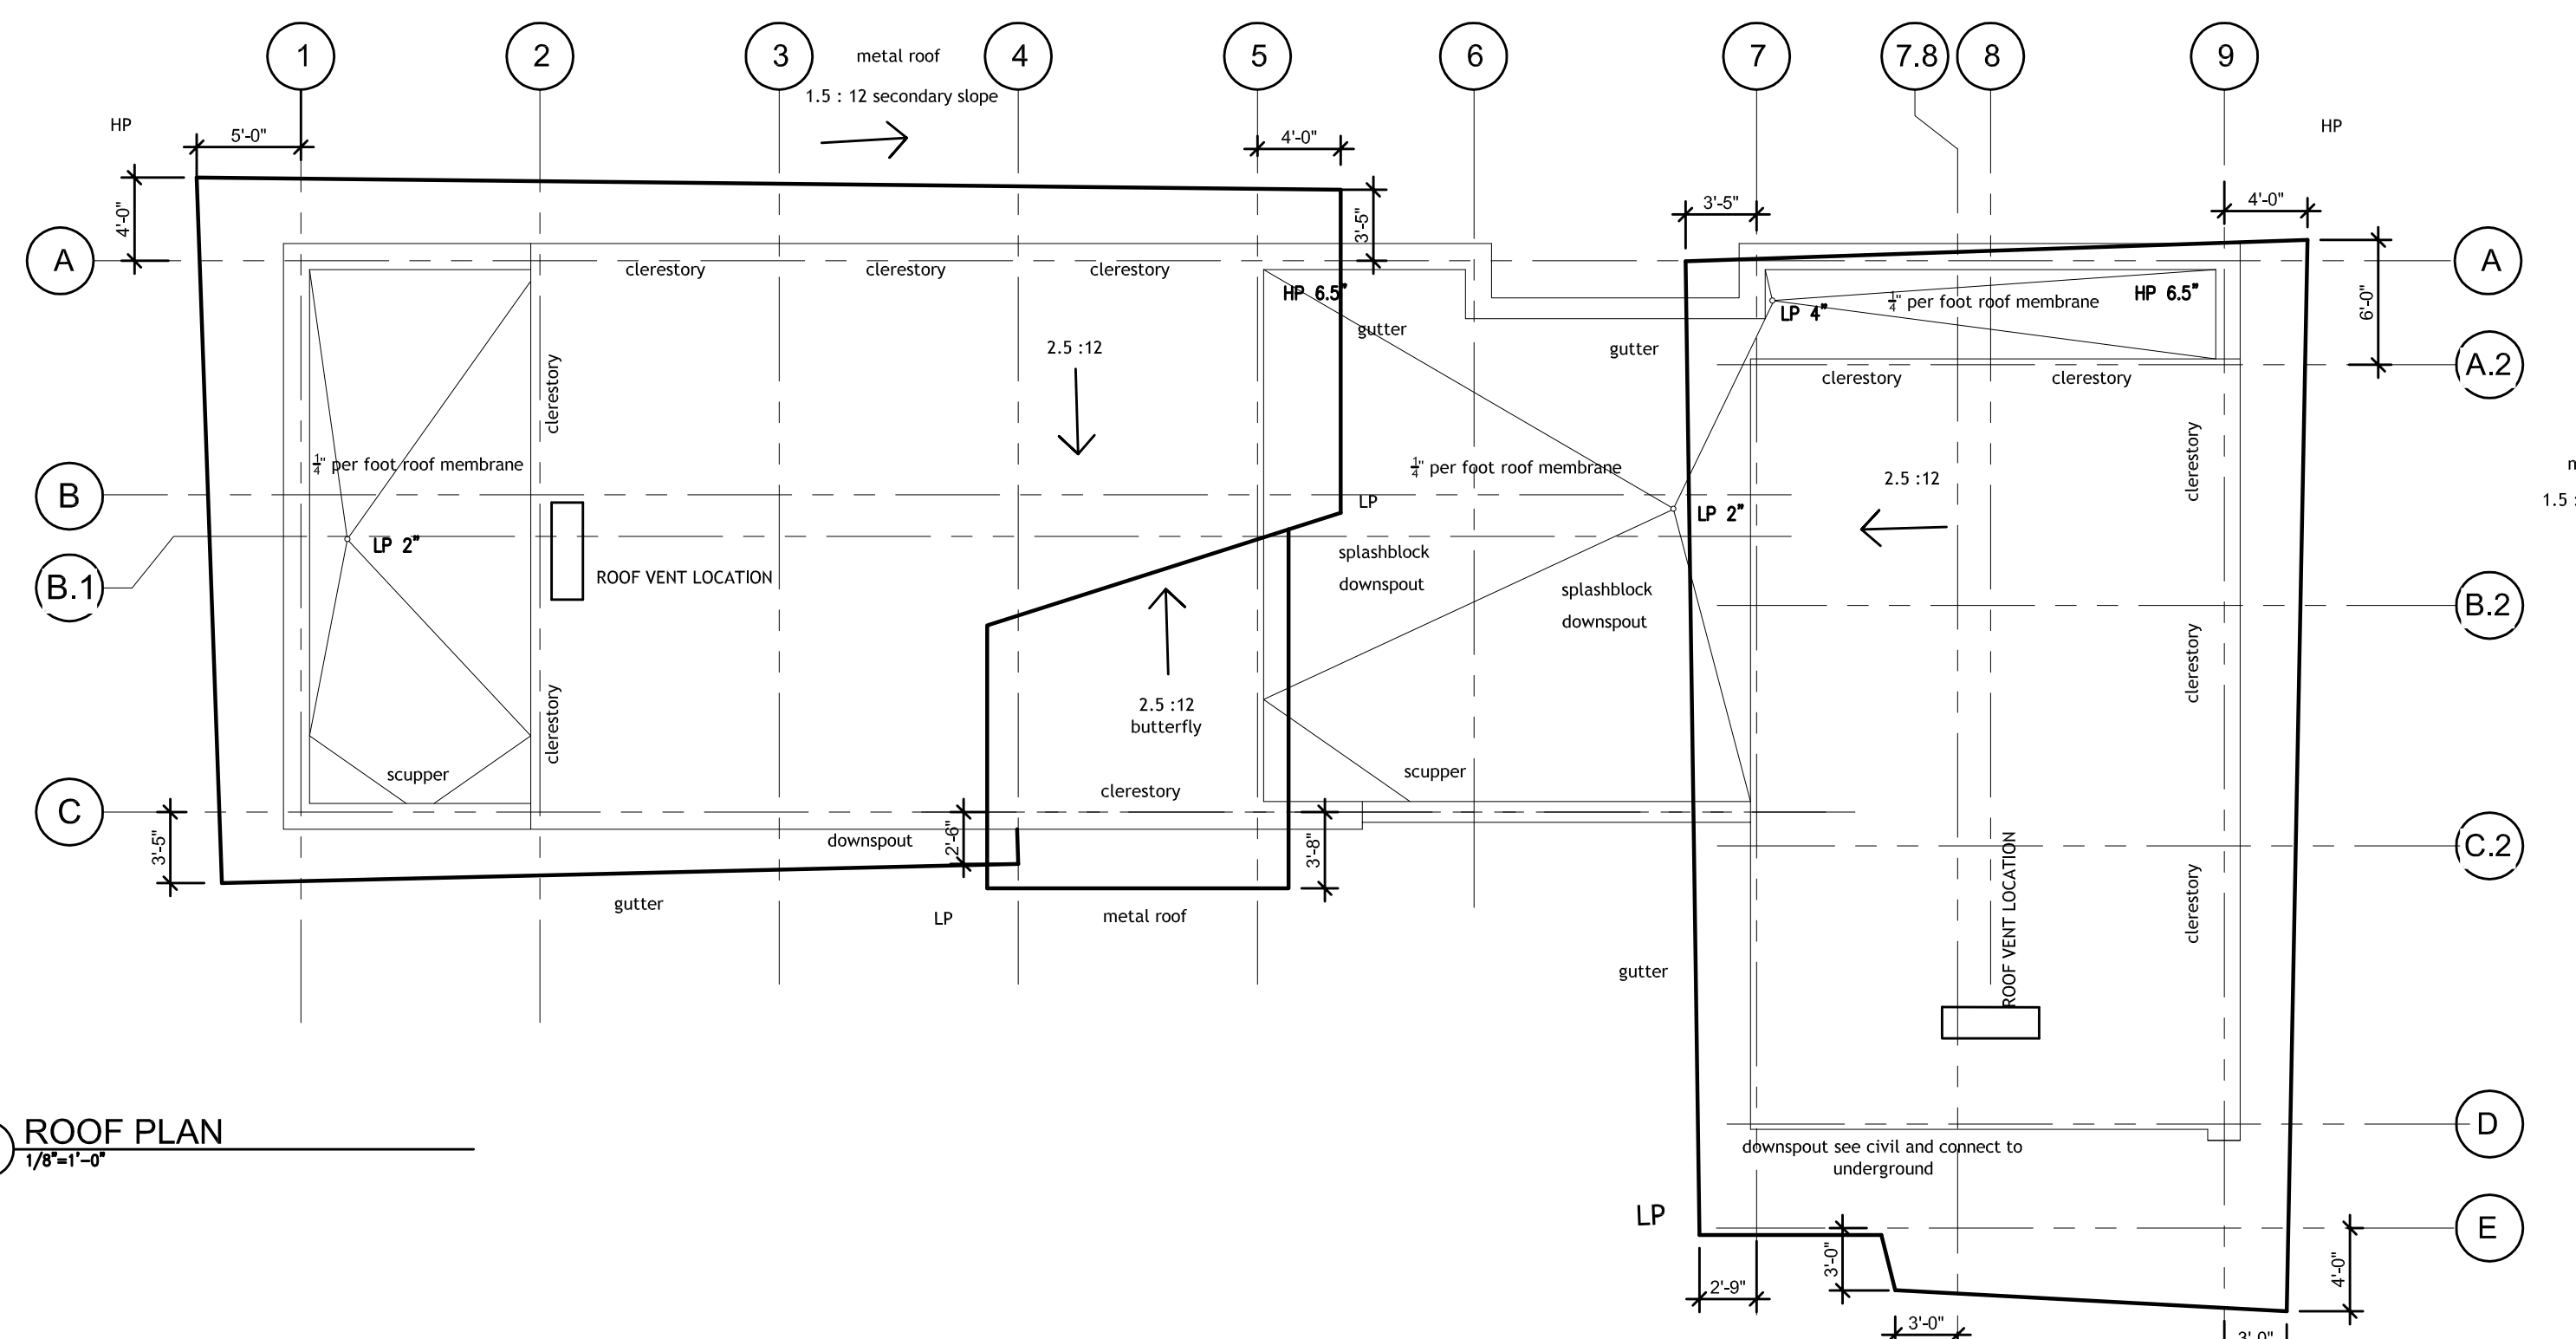 1
2
3
4
5
6
7
7.8
8
9
metal roof
1.5 : 12 secondary slope
HP
HP
5'-0"
4'-0"
3'-5"
4'-0"
4'-0"
3'-5"
6'-0"
A
A
A.2
clerestory
clerestory
clerestory
HP 6.5"
gutter
gutter
LP 4"
1/4" per foot roof membrane
HP 6.5"
2.5 :12
clerestory
clerestory
clerestory
clerestory
1/4" per foot roof membrane
1/4" per foot roof membrane
2.5 :12
1.5 :
B
LP
LP 2"
LP 2"
splashblock
downspout
splashblock
downspout
B.1
ROOF VENT LOCATION
B.2
clerestory
2.5 :12
butterfly
clerestory
scupper
scupper
clerestory
C
C.2
downspout
3'-5"
2'-6"
3'-8"
ROOF VENT LOCATION
clerestory
gutter
LP
metal roof
gutter
D
downspout see civil and connect to
underground
ROOF PLAN
1/8"=1'-0"
LP
E
3'-0"
4'-0"
2'-9"
3'-0"
3'-0"